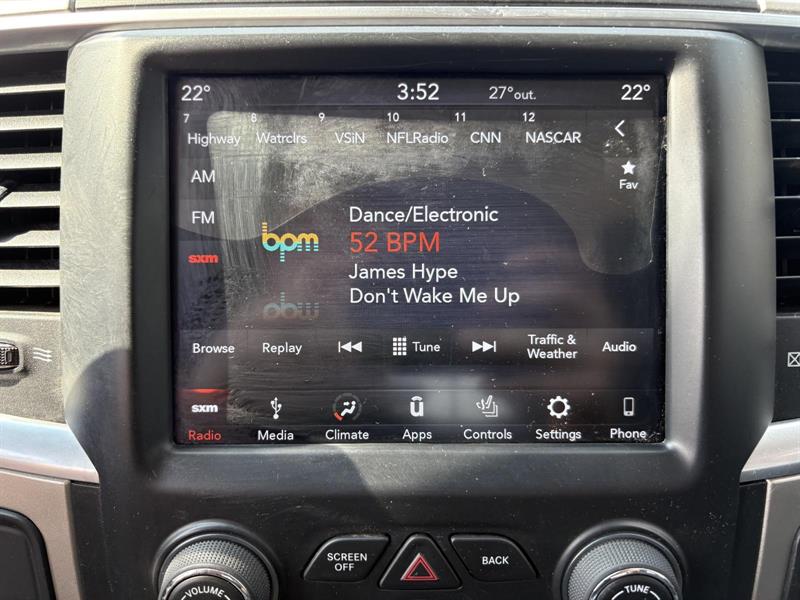 22° 3:52 27°out. 22°
7 8 9 10 11 12
Highway Watrclrs VSiN NFLRadio CNN NASCAR
AM
Fav
FM
Dance/Electronic
bpm
52 BPM
sxm
James Hype
Don't Wake Me Up
Browse Replay Tune Traffic & Weather Audio
sxm
Radio Media Climate Apps Controls Settings Phone
SCREEN OFF
BACK
VOLUME
TUNE